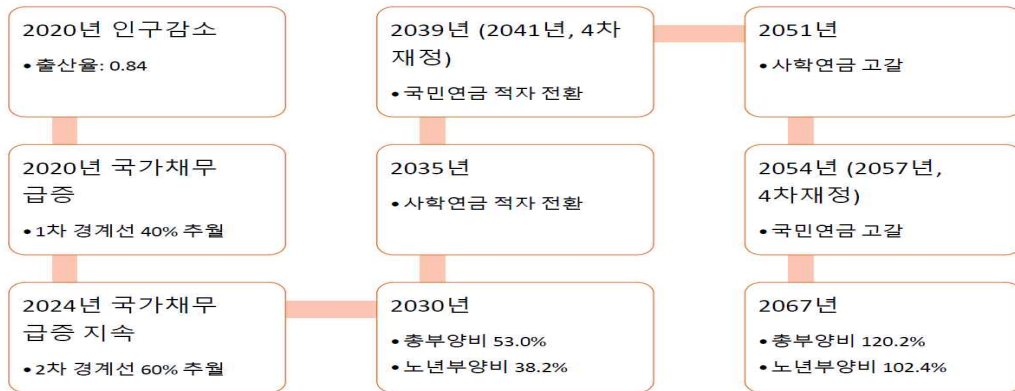 2020년 인구감소
• 출산율: 0.84
2020년 국가채무
급증
• 1차 경계선 40% 추월
2024년 국가채무
급증 지속
• 2차 경계선 60% 추월
2030년
• 총부양비 53.0%
• 노년부양비 38.2%
2035년
• 사학연금 적자 전환
2039년 (2041년, 4차
재정)
• 국민연금 적자 전환
2051년
• 사학연금 고갈
2054년 (2057년,
4차재정)
• 국민연금 고갈
2067년
• 총부양비 120.2%
• 노년부양비 102.4%